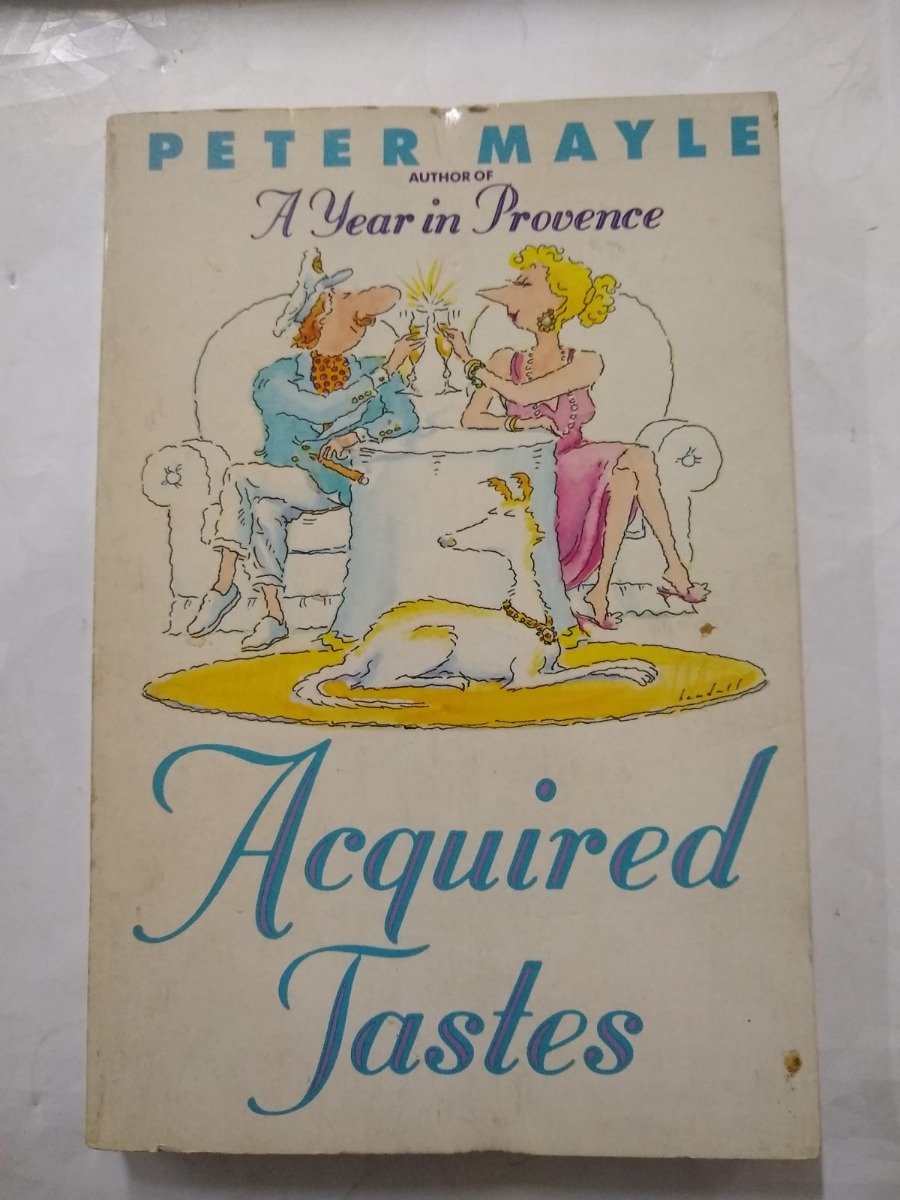 PETER MAYLE
AUTHOR OF
A Year in Provence
Acquired
Tastes